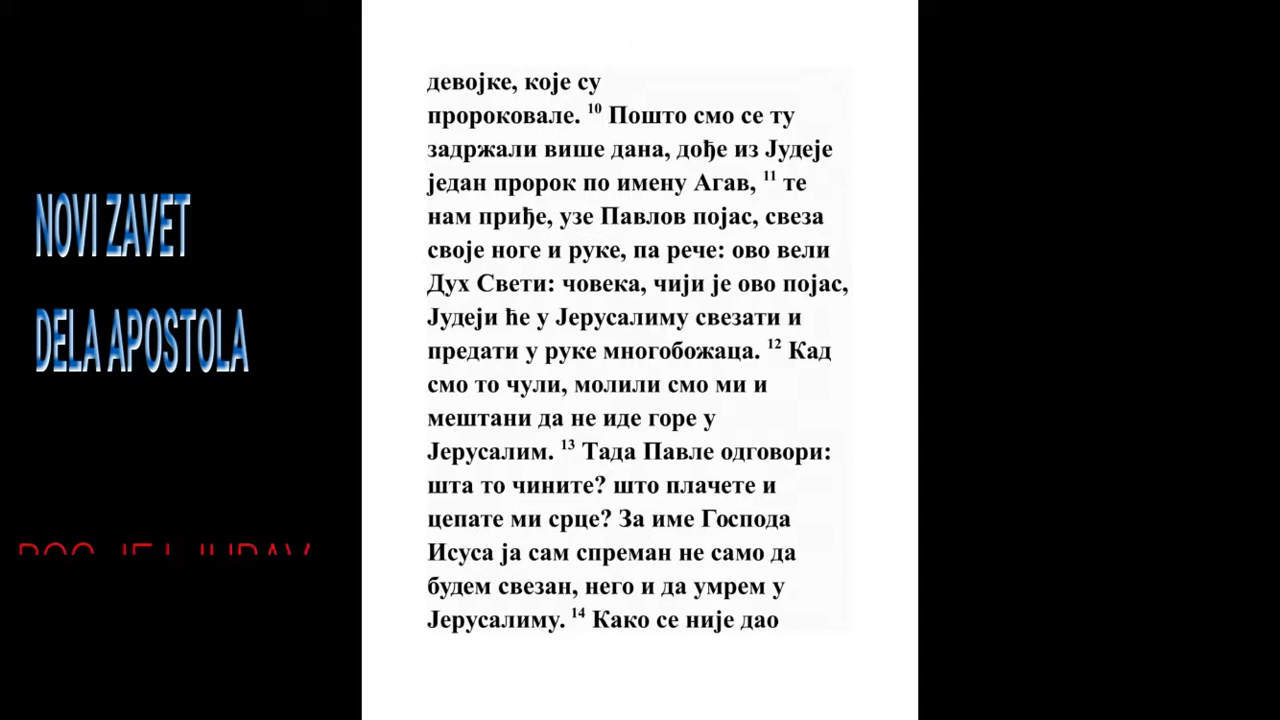 NOVI ZAVET
DELA APOSTOLA
девојке, које су
пророковале. 10 Пошто смо се ту
задржали више дана, дође из Јудеје
један пророк по имену Агав, 11 те
нам приђе, узе Павлов појас, свеза
своје ноге и руке, па рече: ово вели
Дух Свети: човека, чији је ово појас,
Јудеји ће у Јерусалиму свезати и
предати у руке многобожаца. 12 Кад
смо то чули, молили смо ми и
мештани да не иде горе у
Јерусалим. 13 Тада Павле одговори:
шта то чините? што плачете и
цепате ми срце? За име Господа
Исуса ја сам спреман не само да
будем свезан, него и да умрем у
Јерусалиму. 14 Како се није дао